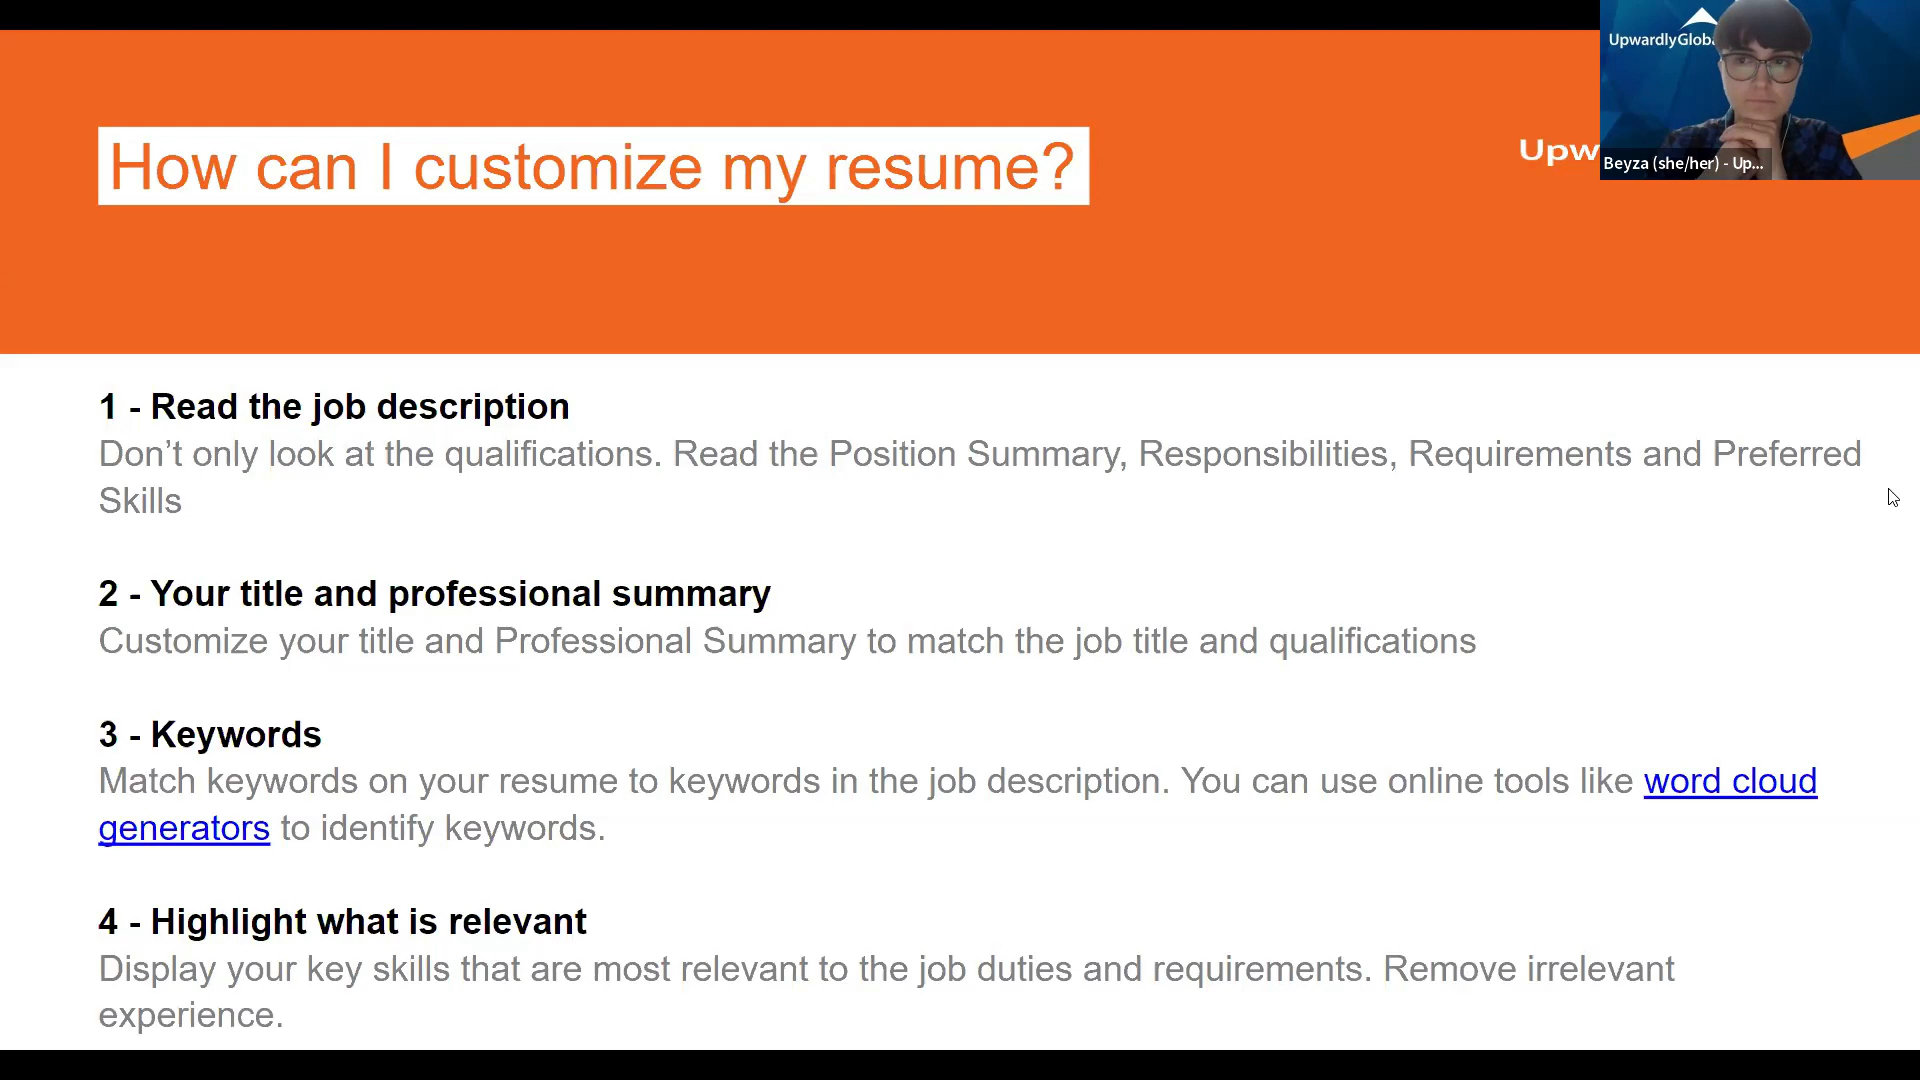 UpwardlyGloba
How can I customize my resume?
Upw
Beyza (she/her) - Up...
1 - Read the job description
Don’t only look at the qualifications. Read the Position Summary, Responsibilities, Requirements and Preferred
Skills
2 - Your title and professional summary
Customize your title and Professional Summary to match the job title and qualifications
3 - Keywords
Match keywords on your resume to keywords in the job description. You can use online tools like word cloud
generators to identify keywords.
4 - Highlight what is relevant
Display your key skills that are most relevant to the job duties and requirements. Remove irrelevant
experience.